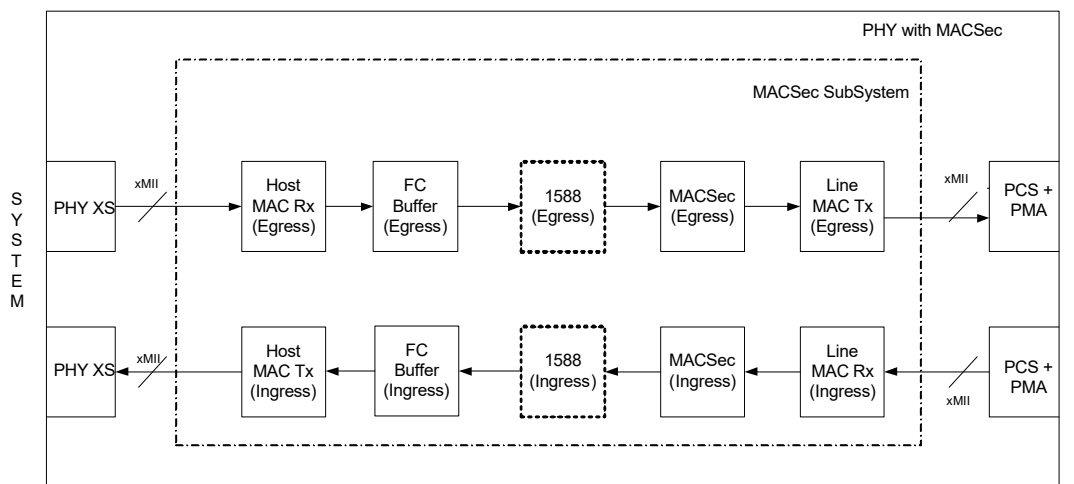 PHY with MACSec
MACSec SubSystem
S
Y
S
T
E
M
PHY XS
xMII
Host
MAC Rx
(Egress)
FC
Buffer
(Egress)
1588
(Egress)
MACSec
(Egress)
Line
MAC Tx
(Egress)
xMII
PCS +
PMA
PHY XS
xMII
Host
MAC Tx
(Ingress)
FC
Buffer
(Ingress)
1588
(Ingress)
MACSec
(Ingress)
Line
MAC Rx
(Ingress)
xMII
PCS +
PMA